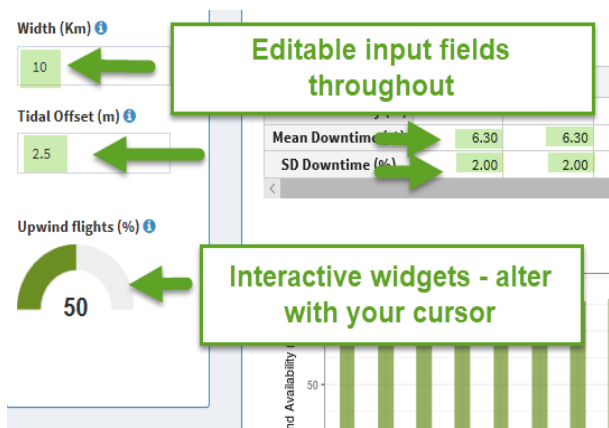 Width (Km)
10
Tidal Offset (m)
2.5
Upwind flights (%)
50
Editable input fields
throughout
Mean Downtime
6.30 6.30
SD Downtime (%)
2.00 2.00
Interactive widgets - alter
with your cursor
Availability
50